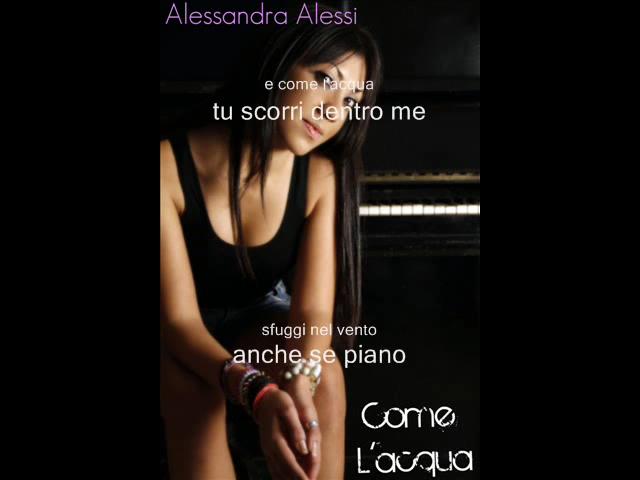 Alessandra Alessi
e come l'acqua
tu scorri dentro me
sfuggi nel vento
anche se piano
Come
L'acqua